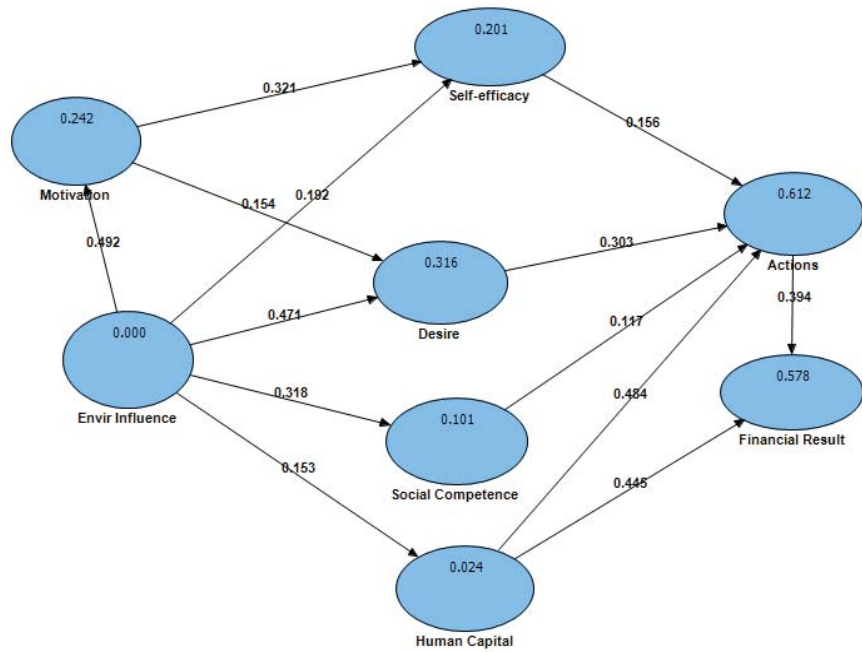 0.201
Self-efficacy
0.321
0.242
Motivation
0.156
0.192
0.154
0.612
Actions
0.492
0.303
0.316
Desire
0.394
0.000
Envir Influence
0.471
0.117
0.318
0.484
0.578
Financial Result
0.101
Social Competence
0.153
0.445
0.024
Human Capital